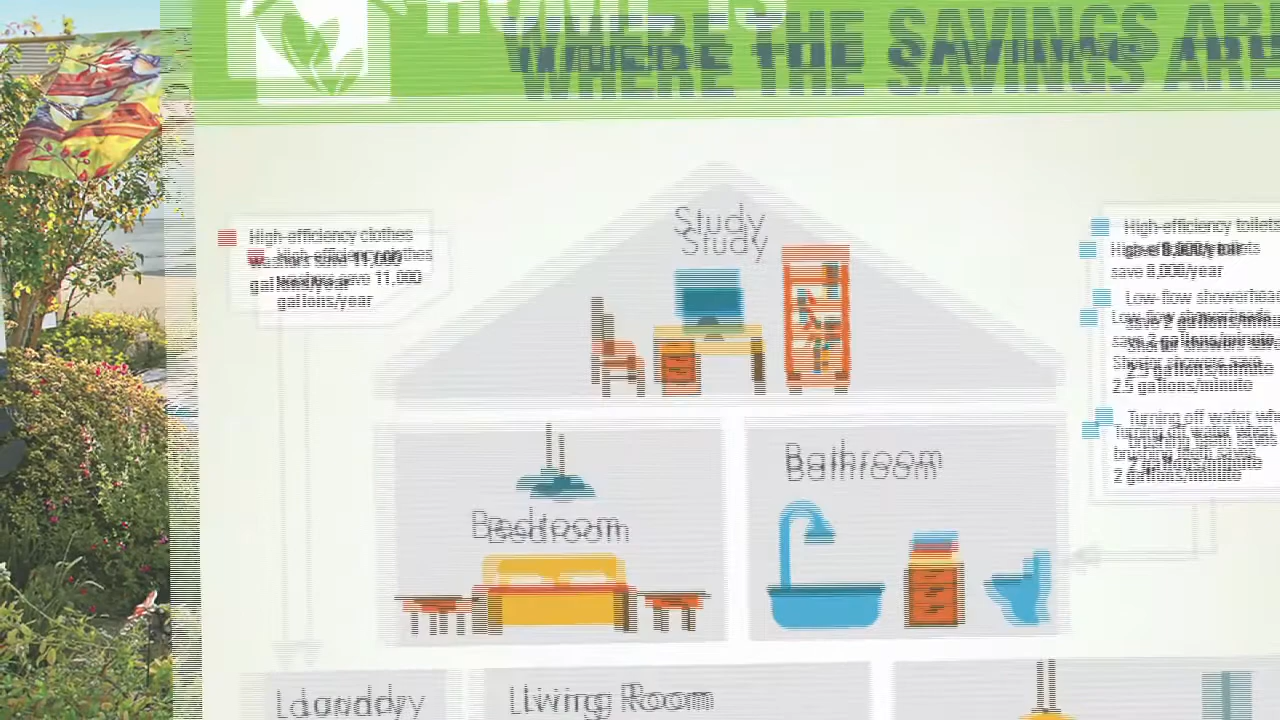 HOME IS
WHERE THE SAVINGS ARE
Study
High-efficiency clothes
washers save 11,000
gallons/year
High-efficiency toilets
save 8,000/year
Low-flow showerheads
save 2 gallons/minute
Shorter showers save
2.5 gallons/minute
Turning off water when
brushing teeth saves
2 gallons/minute
Bathroom
Bedroom
Laundry
Living Room